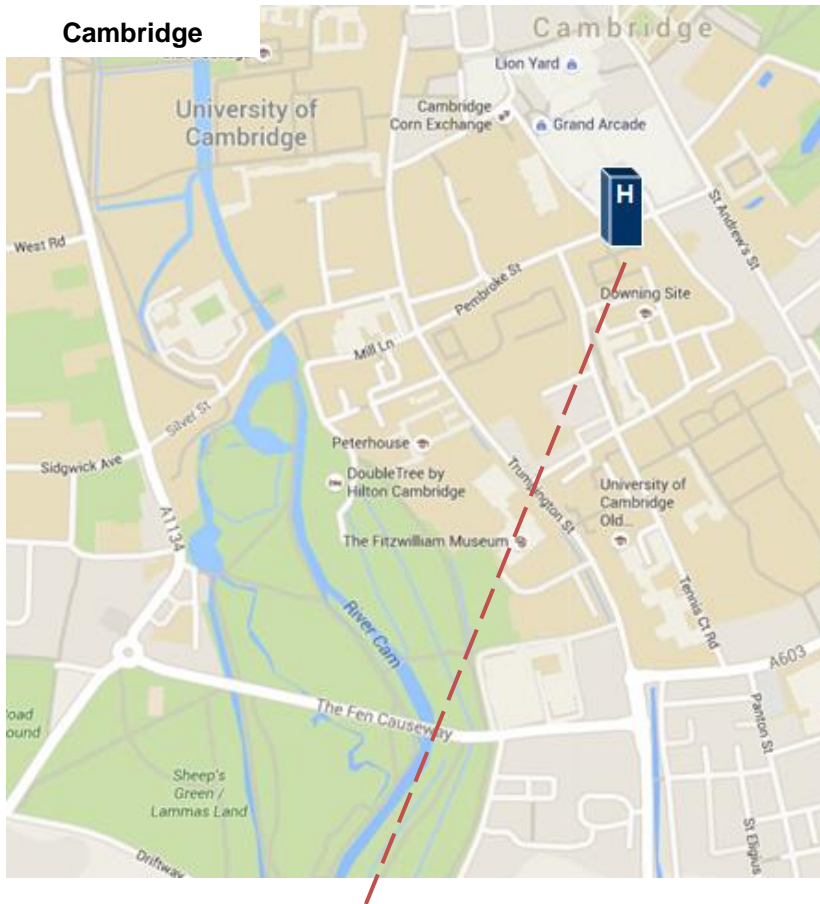 Cambridge
Cambridge
Lion Yard
University of
Cambridge
Cambridge
Corn Exchange
Grand Arcade
H
St Andrew's St
West Rd
Pembroke St
Downing Site
Mill Ln
Silver St
Peterhouse
Sidgwick Ave
DoubleTree by
Hilton Cambridge
Trumpington St
University of
Cambridge
Old...
A1134
The Fitzwilliam Museum
Tennis Ct Rd
River Cam
A603
The Fen Causeway
Panton St
Sheep's
Green /
Lammas Land
St Eligius
Driftway